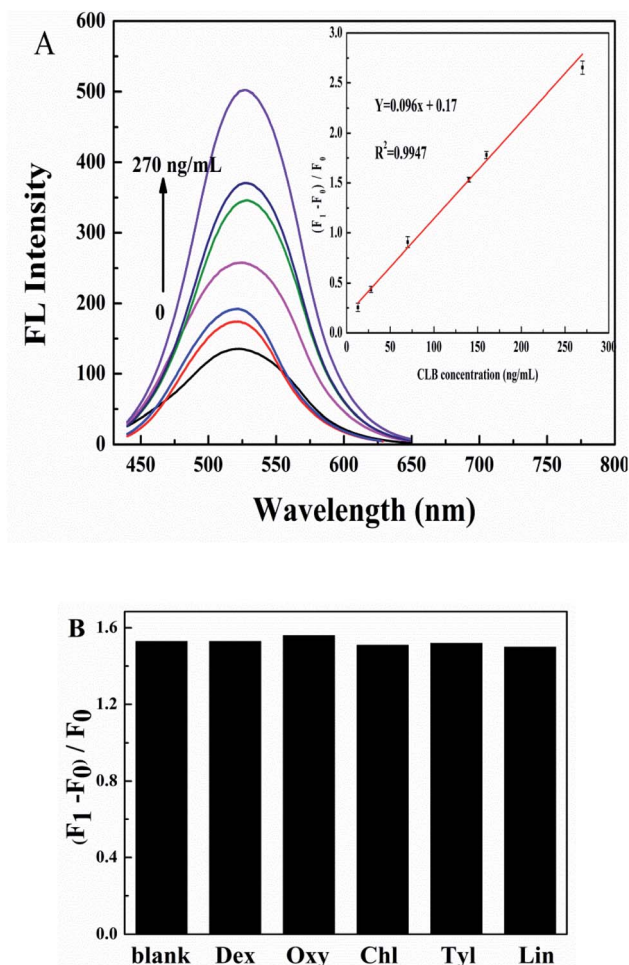 A
600
500
400
300
200
100
0
FL Intensity
270 ng/mL
0
450 500 550 600 650 700 750 800
Wavelength (nm)
3.0
2.5
2.0
1.5
1.0
0.5
0.0
(F1 -F0) / F0
Y=0.096x + 0.17
R2=0.9947
0 50 100 150 200 250 300
CLB concentration (ng/mL)
B
1.6
1.2
0.8
0.4
0.0
(F1 -F0) / F0
blank Dex Oxy Chl Tyl Lin